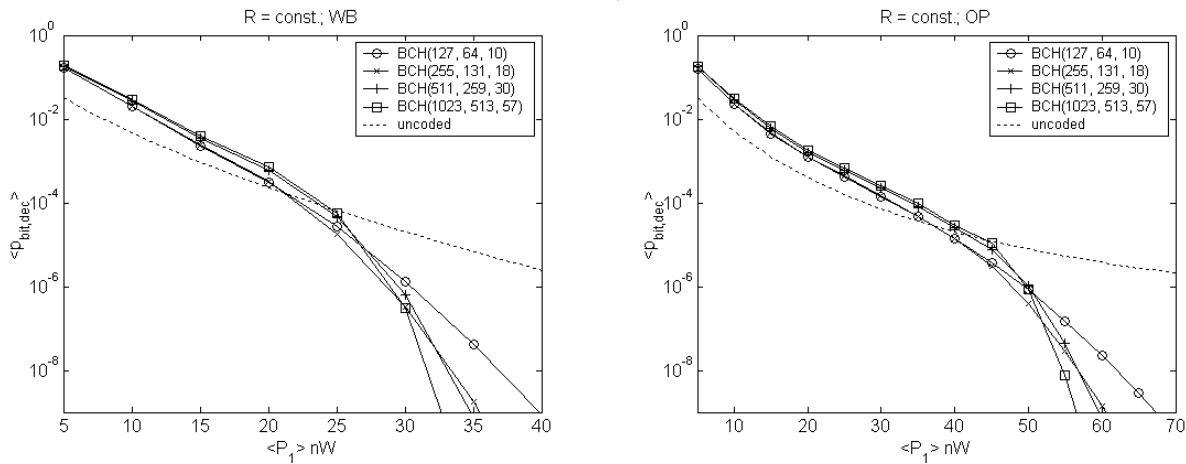 R = const.; WB
10^0
10^-2
10^-4
10^-6
10^-8
<p_bit,dec>
BCH(127, 64, 10)
BCH(255, 131, 18)
BCH(511, 259, 30)
BCH(1023, 513, 57)
uncoded
5 10 15 20 25 30 35 40
<P_1> nW
R = const.; OP
10^0
10^-2
10^-4
10^-6
10^-8
<p_bit,dec>
BCH(127, 64, 10)
BCH(255, 131, 18)
BCH(511, 259, 30)
BCH(1023, 513, 57)
uncoded
10 20 30 40 50 60 70
<P_1> nW